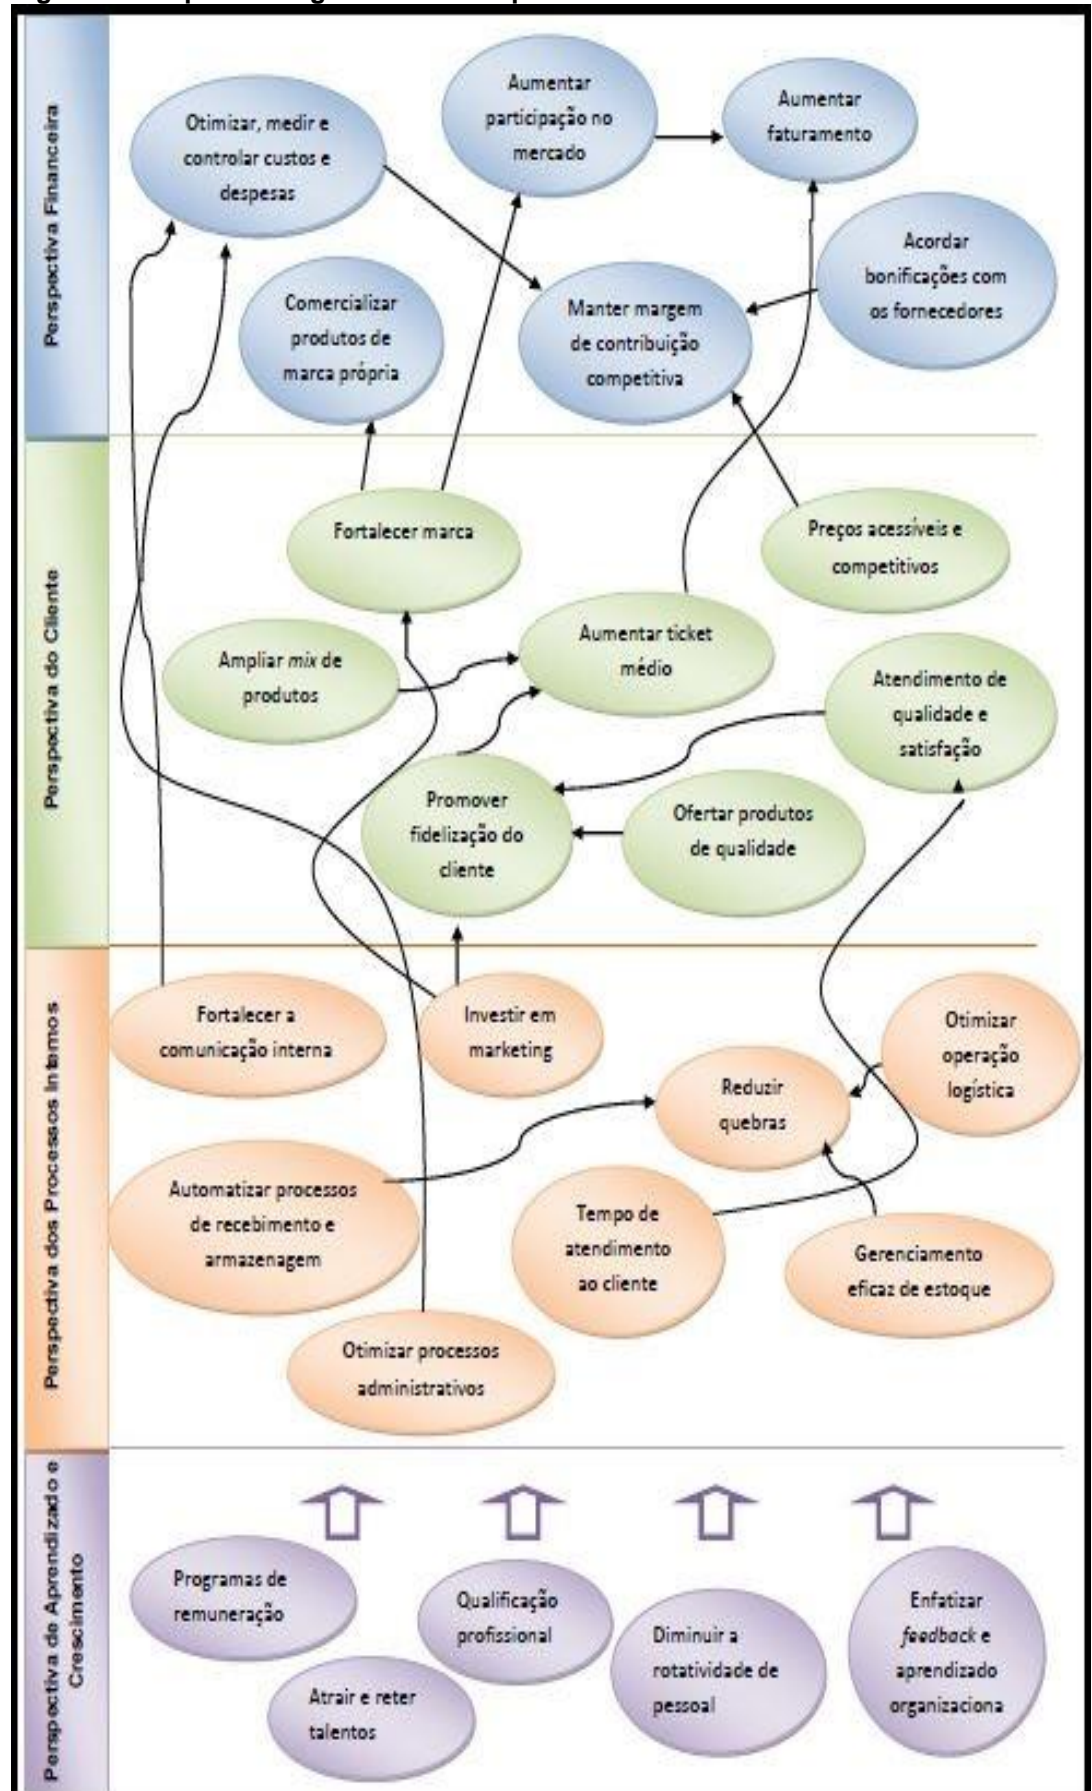 Perspectiva Financeira
Otimizar, medir e
controlar custos e
despesas
Aumentar
participação no
mercado
Aumentar
faturamento
Acordar
bonificações com
os fornecedores
Comercializar
produtos de
marca própria
Manter margem
de contribuição
competitiva
Perspectiva do Cliente
Fortalecer marca
Preços acessíveis e
competitivos
Ampliar mix de
produtos
Aumentar ticket
médio
Atendimento de
qualidade e
satisfação
Promover
fidelização do
cliente
Ofertar produtos
de qualidade
Perspectiva dos Processos Internos
Fortalecer a
comunicação interna
Investir em
marketing
Otimizar
operação
logística
Reduzir
quebras
Automatizar processos
de recebimento e
armazenagem
Tempo de
atendimento
ao cliente
Gerenciamento
eficaz de estoque
Otimizar processos
administrativos
Perspectiva de Aprendizado e
Crescimento
Programas de
remuneração
Atrair e reter
talentos
Qualificação
profissional
Diminuir a
rotatividade de
pessoal
Enfatizar
feedback e
aprendizado
organizaciona